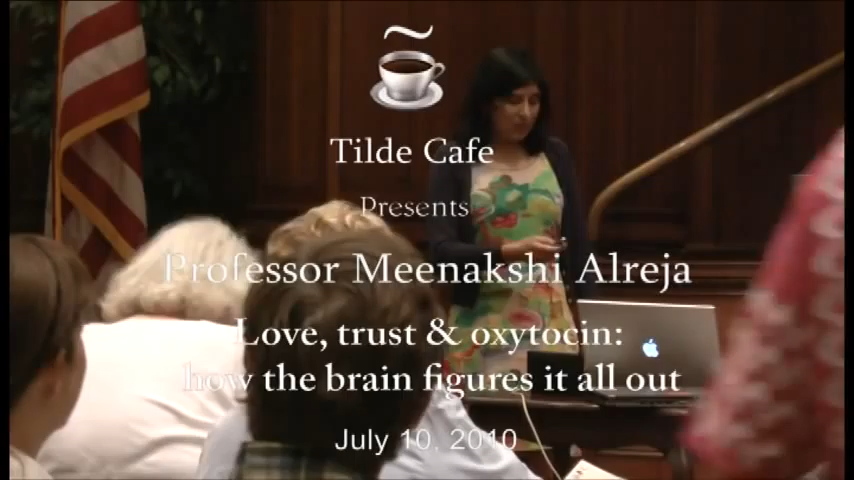 Tilde Cafe
Presents
Professor Meenakshi Alreja
Love, trust & oxytocin:
how the brain figures it all out
July 10, 2010